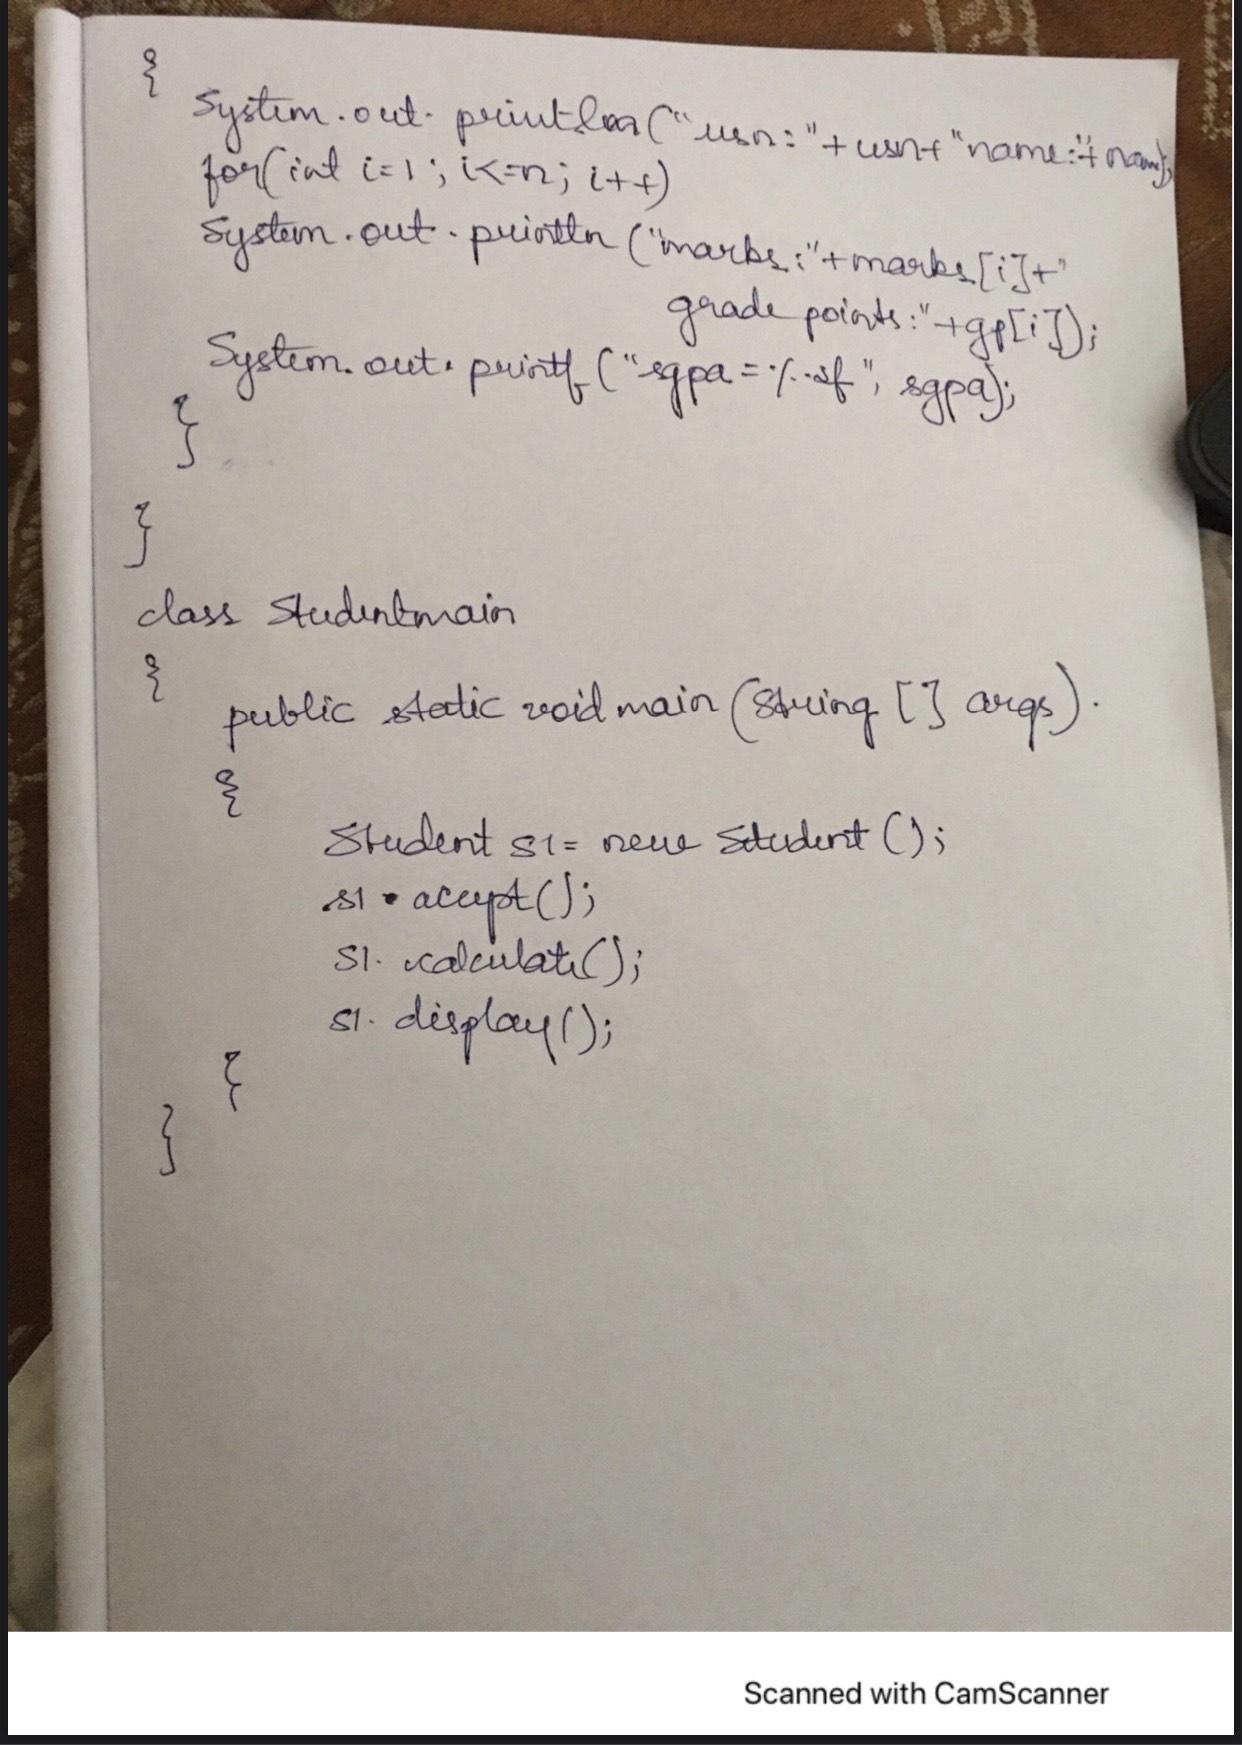 {
System.out.println("usn:"+usn+"name:"+name);
for(int i=1; i<=n; i++)
System.out.println("marks:"+marks[i]+"
grade points:"+gp[i]);
System.out.printf("sgpa=%.sf", sgpa);
}
}
class Studentmain
{
public static void main(String [] args).
{
Student s1= new Student();
s1.accept();
s1.calculate();
s1.display();
{
}
Scanned with CamScanner